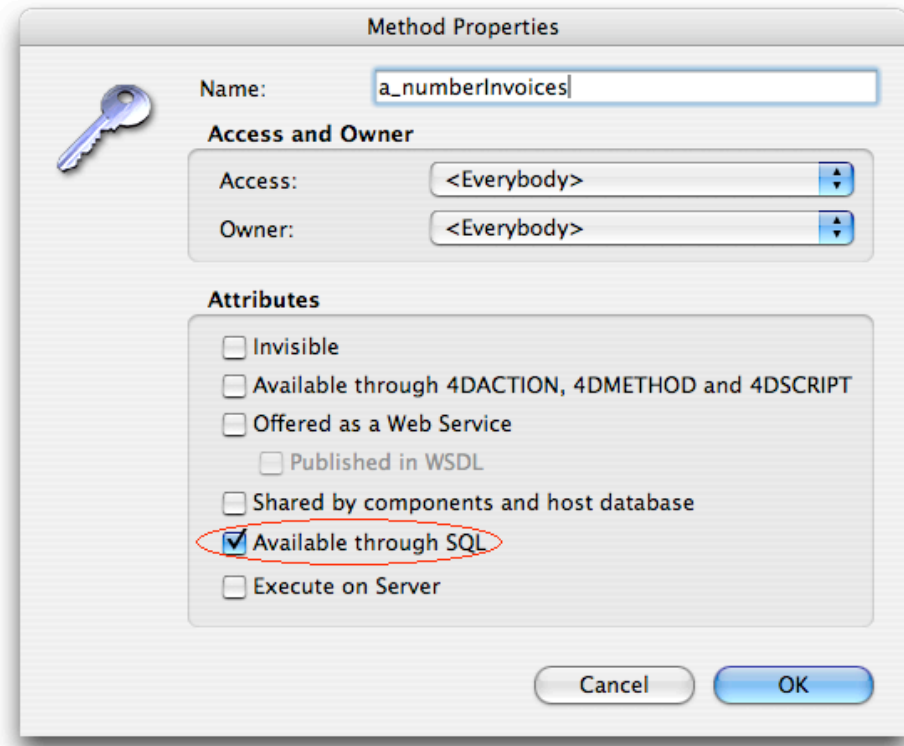 Method Properties
Name: a_numberInvoices
Access and Owner
Access: <Everybody>
Owner: <Everybody>
Attributes
Invisible
Available through 4DACTION, 4DMETHOD and 4DSCRIPT
Offered as a Web Service
Published in WSDL
Shared by components and host database
Available through SQL
Execute on Server
Cancel OK